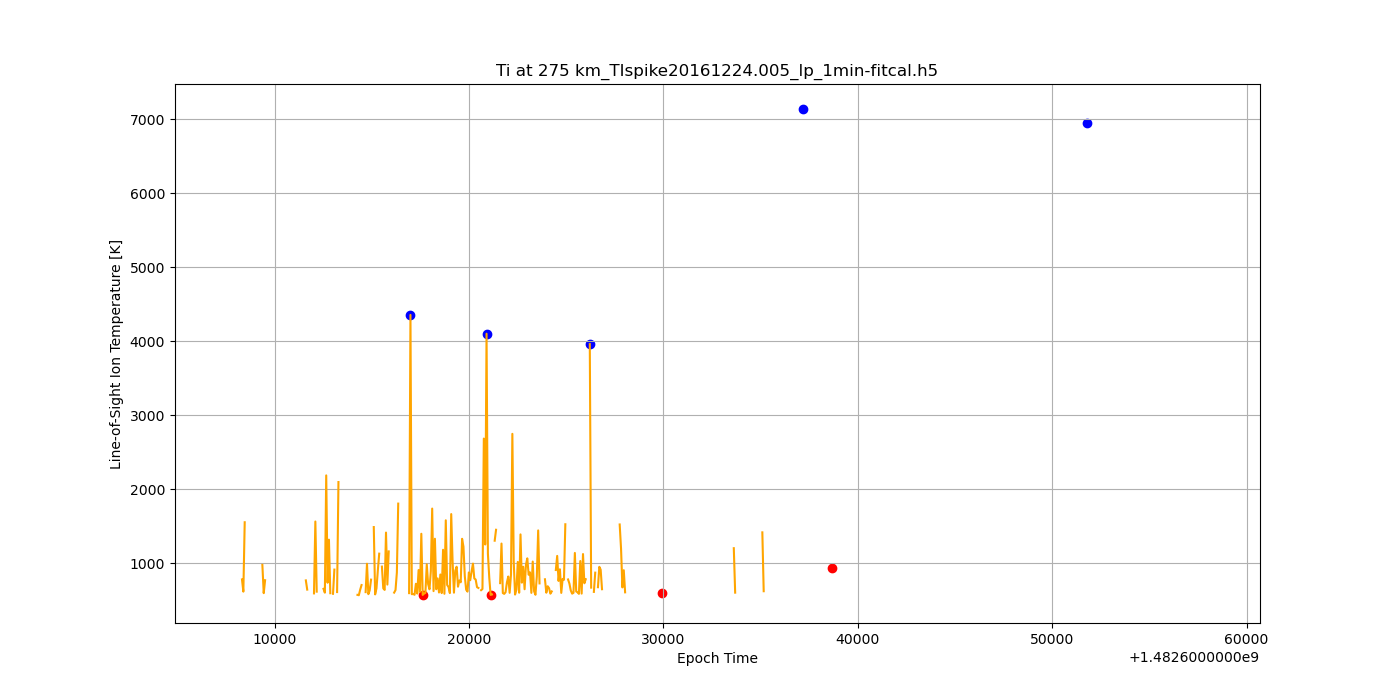 Ti at 275 km_TIspike20161224.005_lp_1min-fitcal.h5
Line-of-Sight Ion Temperature [K]
7000
6000
5000
4000
3000
2000
1000
10000 20000 30000 40000 50000 60000
Epoch Time
+1.4826000000e9